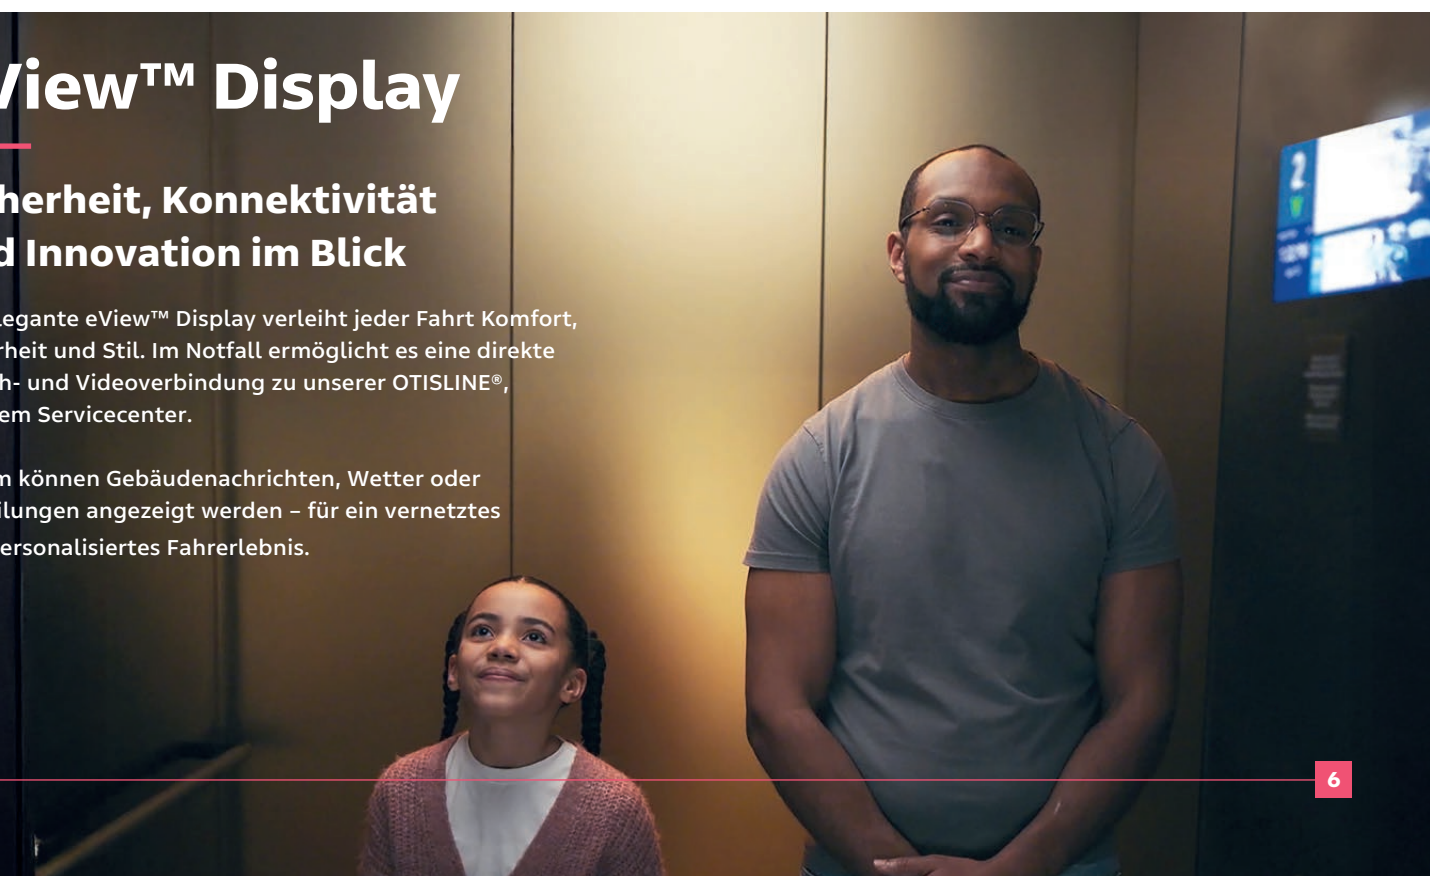 View™ Display
herheit, Konnektivität
d Innovation im Blick
legante eView™ Display verleiht jeder Fahrt Komfort,
rheit und Stil. Im Notfall ermöglicht es eine direkte
h- und Videoverbindung zu unserer OTISLINE®,
em Servicecenter.
m können Gebäudenachrichten, Wetter oder
ilungen angezeigt werden – für ein vernetztes
ersonalisiertes Fahrerlebnis.
2
6